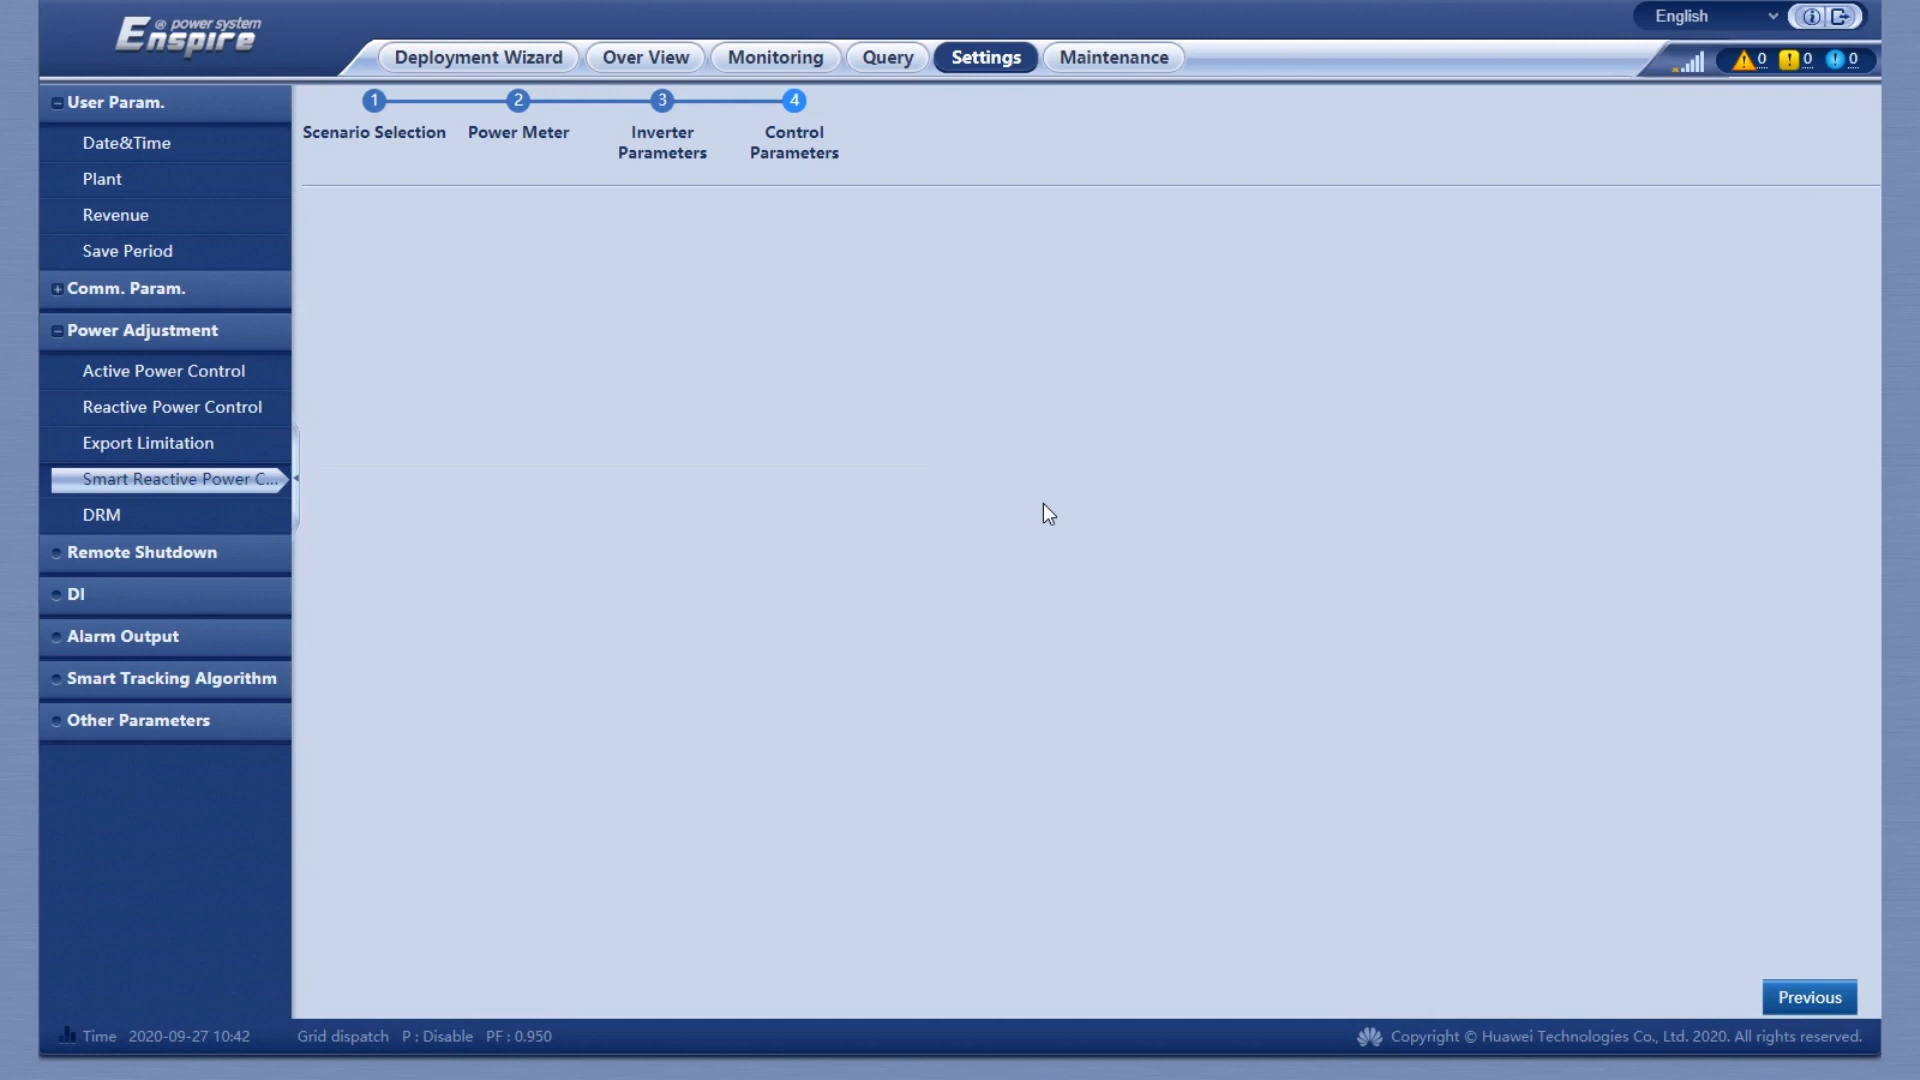 @ power system
Enspire
English
Deployment Wizard
Over View
Monitoring
Query
Settings
Maintenance
0
0
0
User Param.
Date&Time
Plant
Revenue
Save Period
Comm. Param.
Power Adjustment
Active Power Control
Reactive Power Control
Export Limitation
Smart Reactive Power C...
DRM
Remote Shutdown
DI
Alarm Output
Smart Tracking Algorithm
Other Parameters
1
2
3
4
Scenario Selection
Power Meter
Inverter
Parameters
Control
Parameters
Previous
Time 2020-09-27 10:42
Grid dispatch P : Disable PF : 0.950
Copyright © Huawei Technologies Co., Ltd. 2020. All rights reserved.